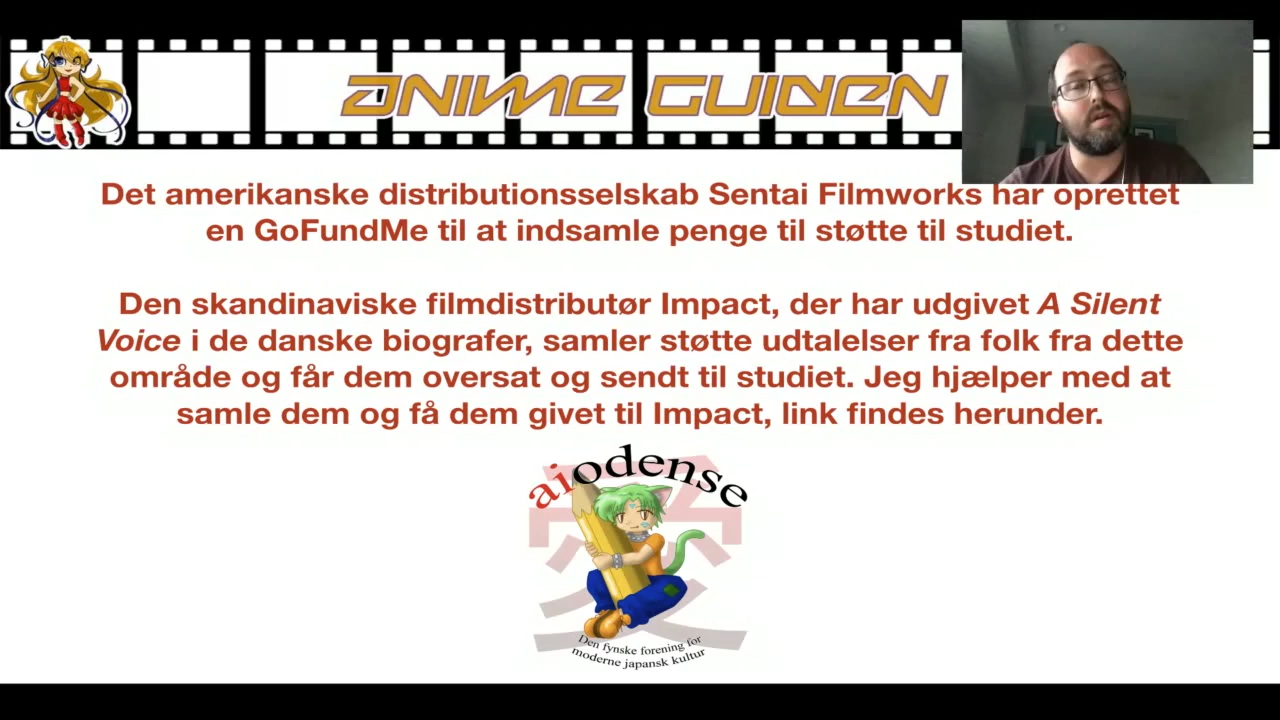 ANIME GUIDEN
Det amerikanske distributionsselskab Sentai Filmworks har oprettet
en GoFundMe til at indsamle penge til støtte til studiet.
Den skandinaviske filmdistributør Impact, der har udgivet A Silent
Voice i de danske biografer, samler støtte udtalelser fra folk fra dette
område og får dem oversat og sendt til studiet. Jeg hjælper med at
samle dem og få dem givet til Impact, link findes herunder.
aiodense
愛
Den fynske forening for
moderne japansk kultur